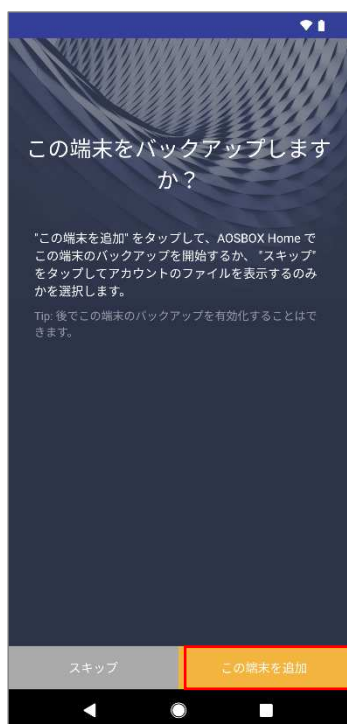 この端末をバックアップします
か？
"この端末を追加" をタップして、AOSBOX Home で
この端末のバックアップを開始するか、 "スキップ"
をタップしてアカウントのファイルを表示するのみ
かを選択します。
Tip: 後でこの端末のバックアップを有効化することはで
きます。
スキップ
この端末を追加